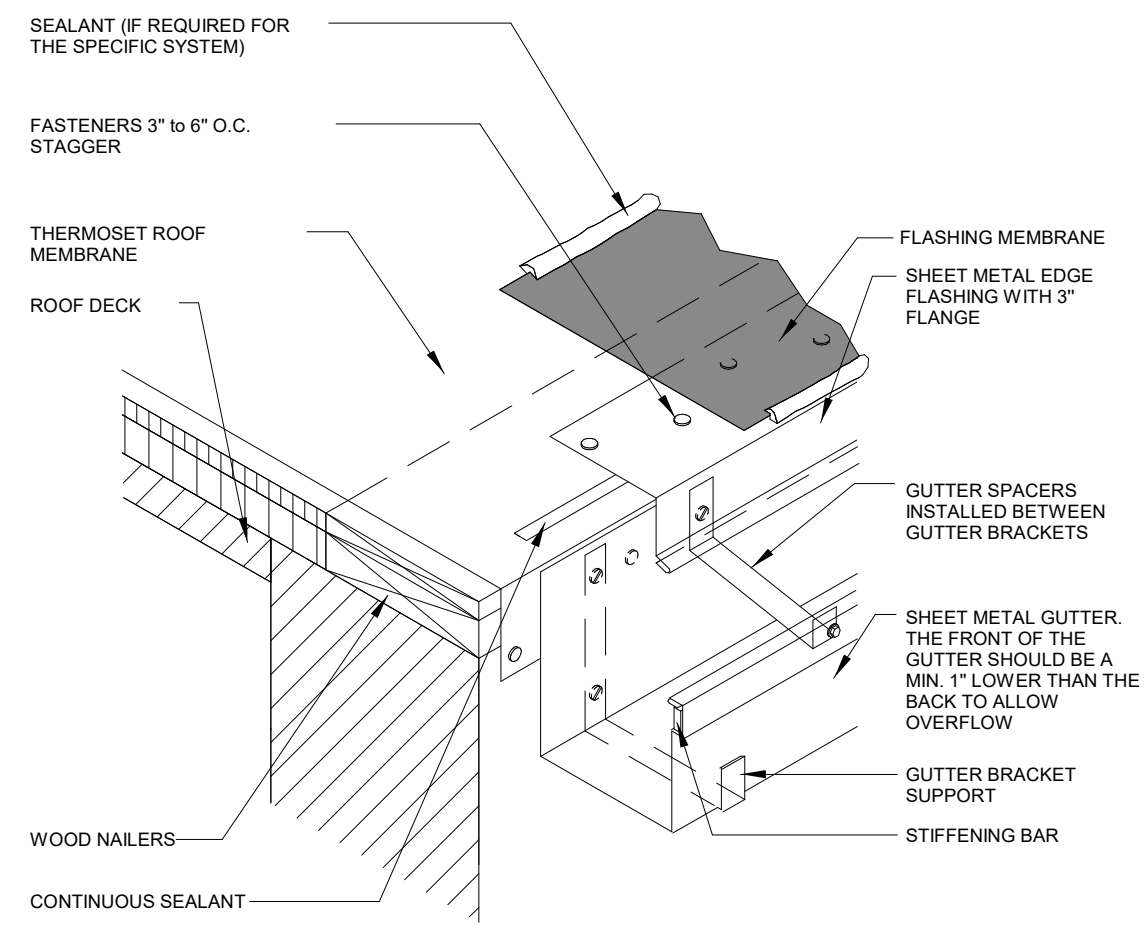 SEALANT (IF REQUIRED FOR
THE SPECIFIC SYSTEM)
FASTENERS 3" to 6" O.C.
STAGGER
THERMOSET ROOF
MEMBRANE
ROOF DECK
WOOD NAILERS
CONTINUOUS SEALANT
FLASHING MEMBRANE
SHEET METAL EDGE
FLASHING WITH 3"
FLANGE
GUTTER SPACERS
INSTALLED BETWEEN
GUTTER BRACKETS
SHEET METAL GUTTER.
THE FRONT OF THE
GUTTER SHOULD BE A
MIN. 1" LOWER THAN THE
BACK TO ALLOW
OVERFLOW
GUTTER BRACKET
SUPPORT
STIFFENING BAR